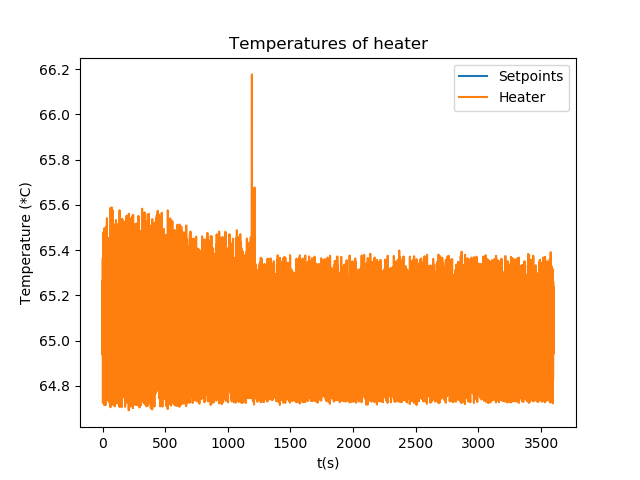 Temperatures of heater
Setpoints
Heater
66.2
66.0
65.8
65.6
65.4
65.2
65.0
64.8
Temperature (*C)
0 500 1000 1500 2000 2500 3000 3500
t(s)